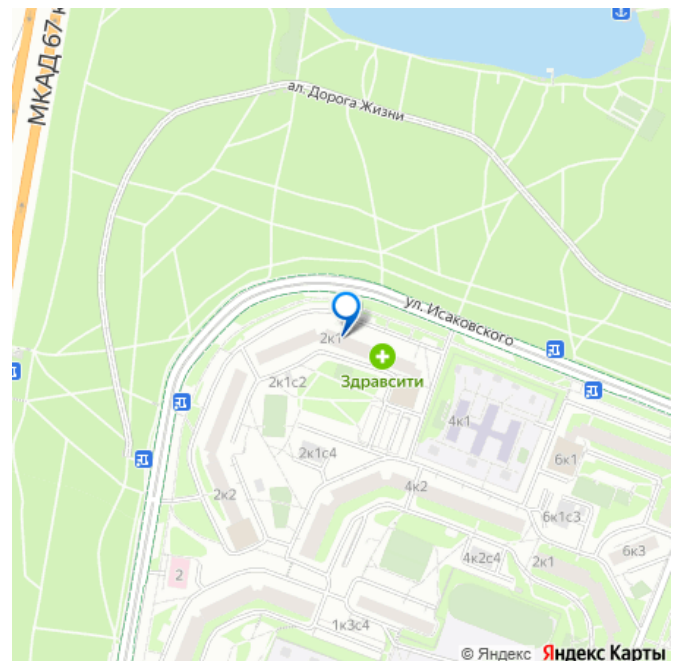 МКАД 67 к
ал. Дорога Жизни
ул. Исаковского
2к1
Здравсити
2к1с2
4к1
2к1с4
6к1
4к2
2к2
6к1с3
6к3
4к2с4
2к1
2
1к3с4
© Яндекс Яндекс Карты